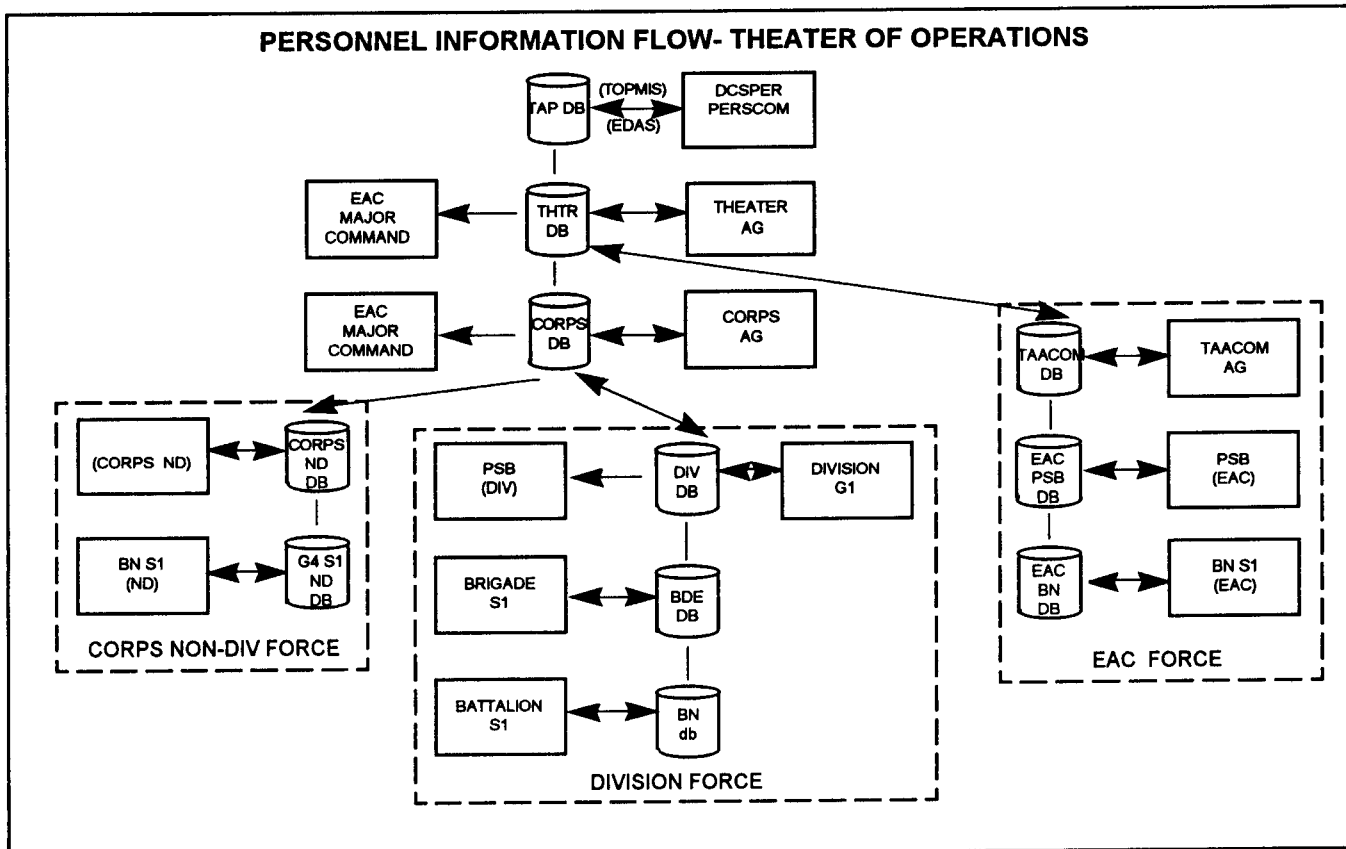 PERSONNEL INFORMATION FLOW- THEATER OF OPERATIONS
TAP DB
(TOPMIS)
(EDAS)
DCSPER
PERSCOM
EAC
MAJOR
COMMAND
THTR
DB
THEATER
AG
EAC
MAJOR
COMMAND
CORPS
DB
CORPS
AG
(CORPS ND)
CORPS
ND
DB
BN S1
(ND)
G4 S1
ND
DB
CORPS NON-DIV FORCE
PSB
(DIV)
DIV
DB
DIVISION
G1
BRIGADE
S1
BDE
DB
BATTALION
S1
BN
db
DIVISION FORCE
TAACOM
DB
TAACOM
AG
EAC
PSB
DB
PSB
(EAC)
EAC
BN
DB
BN S1
(EAC)
EAC FORCE